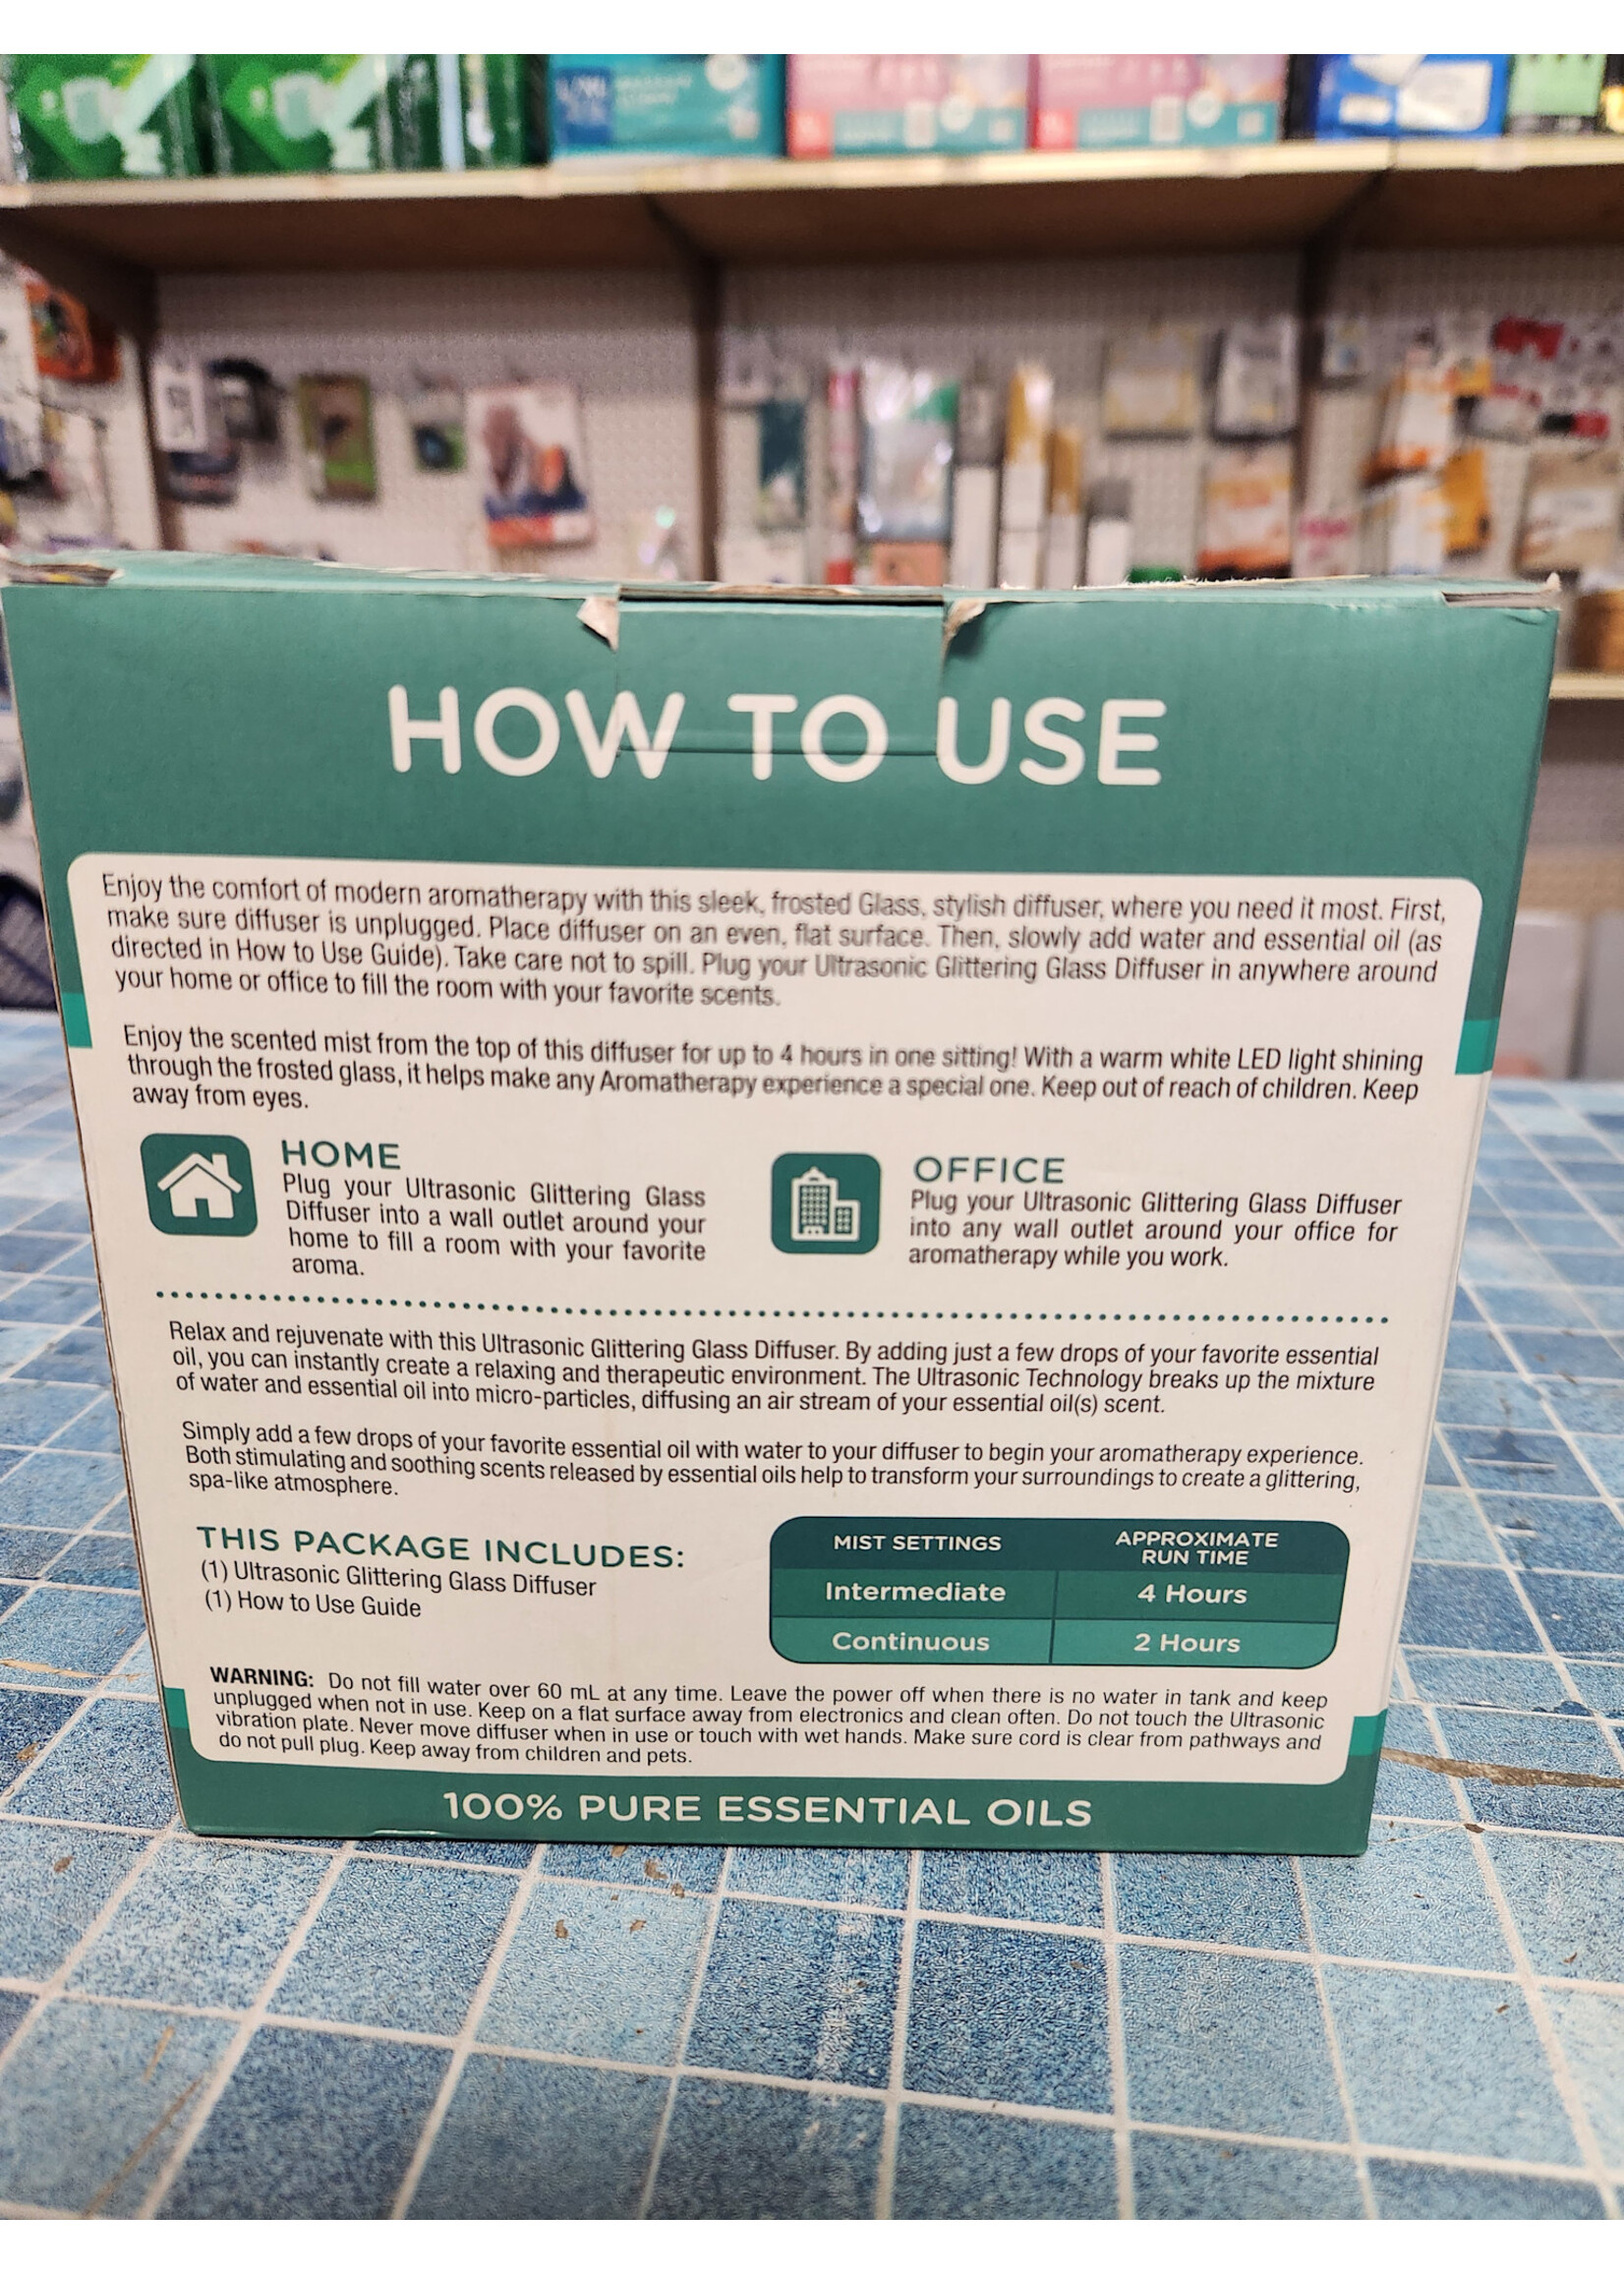 HOW TO USE
Enjoy the comfort of modern aromatherapy with this sleek, frosted Glass, stylish diffuser, where you need it most. First,
make sure diffuser is unplugged. Place diffuser on an even, flat surface. Then, slowly add water and essential oil (as
directed in How to Use Guide). Take care not to spill. Plug your Ultrasonic Glittering Glass Diffuser in anywhere around
your home or office to fill the room with your favorite scents.
Enjoy the scented mist from the top of this diffuser for up to 4 hours in one sitting! With a warm white LED light shining
through the frosted glass, it helps make any Aromatherapy experience a special one. Keep out of reach of children. Keep
away from eyes.
HOME
Plug your Ultrasonic Glittering Glass
Diffuser into a wall outlet around your
home to fill a room with your favorite
aroma.
OFFICE
Plug your Ultrasonic Glittering Glass Diffuser
into any wall outlet around your office for
aromatherapy while you work.
Relax and rejuvenate with this Ultrasonic Glittering Glass Diffuser. By adding just a few drops of your favorite essential
oil, you can instantly create a relaxing and therapeutic environment. The Ultrasonic Technology breaks up the mixture
of water and essential oil into micro-particles, diffusing an air stream of your essential oil(s) scent.
Simply add a few drops of your favorite essential oil with water to your diffuser to begin your aromatherapy experience.
Both stimulating and soothing scents released by essential oils help to transform your surroundings to create a glittering,
spa-like atmosphere.
THIS PACKAGE INCLUDES:
(1) Ultrasonic Glittering Glass Diffuser
(1) How to Use Guide
MIST SETTINGS
APPROXIMATE
RUN TIME
Intermediate
4 Hours
Continuous
2 Hours
WARNING: Do not fill water over 60 mL at any time. Leave the power off when there is no water in tank and keep
unplugged when not in use. Keep on a flat surface away from electronics and clean often. Do not touch the Ultrasonic
vibration plate. Never move diffuser when in use or touch with wet hands. Make sure cord is clear from pathways and
do not pull plug. Keep away from children and pets.
100% PURE ESSENTIAL OILS